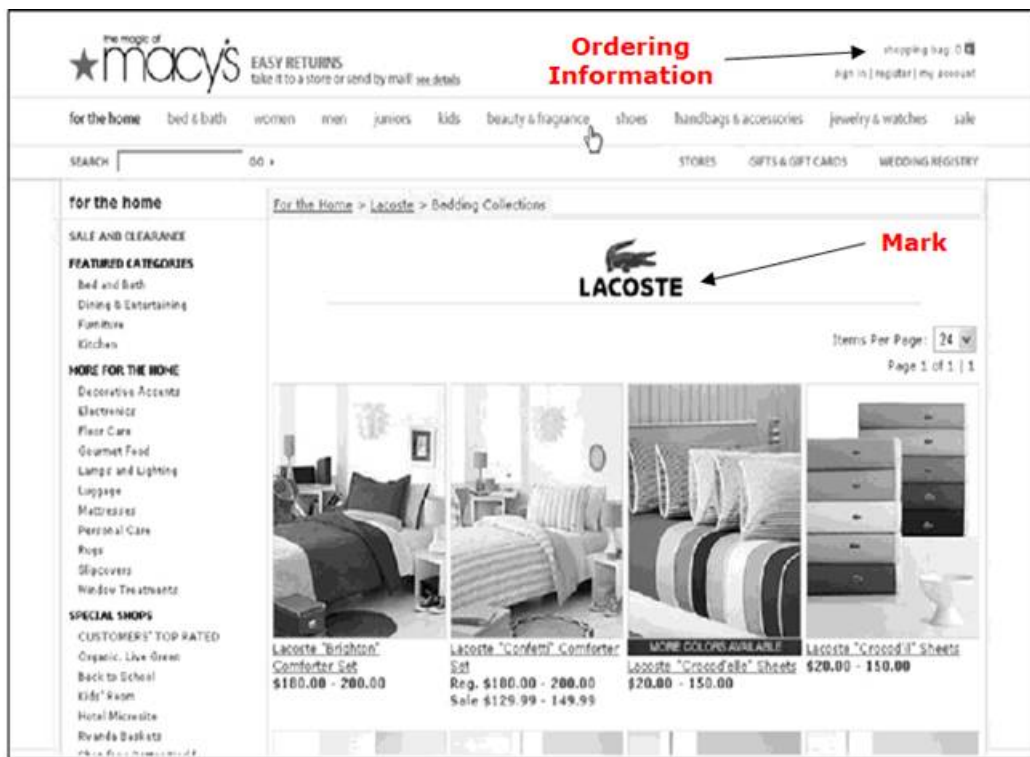 the magic of
macy's
EASY RETURNS
take it to a store or send by mail! see details
Ordering
Information
shopping bag: 0
sign in | register | my account
for the home bed & bath women men juniors kids beauty & fragrance shoes handbags & accessories jewelry & watches sale
SEARCH GO
STORES GIFTS & GIFT CARDS WEDDING REGISTRY
for the home
SALE AND CLEARANCE
FEATURED CATEGORIES
Bed and Bath
Dining & Entertaining
Furniture
Kitchen
MORE FOR THE HOME
Decorative Accents
Electronics
Floor Care
Gourmet Food
Lamps and Lighting
Luggage
Mattresses
Personal Care
Rugs
Slipcovers
Window Treatments
SPECIAL SHOPS
CUSTOMERS' TOP RATED
Organic. Live Green
Back to School
Kids' Room
Hotel Microsite
Rwanda Baskets
For the Home > Lacoste > Bedding Collections
LACOSTE
Mark
Items Per Page: 24
Page 1 of 1 | 1
Lacoste "Brighton"
Comforter Set
$180.00 - 200.00
Lacoste "Confetti" Comforter
Set
Reg. $180.00 - 200.00
Sale $129.99 - 149.99
MORE COLORS AVAILABLE
Lacoste "Crocod'elle" Sheets
$20.00 - 150.00
Lacoste "Crocod'il" Sheets
$20.00 - 150.00